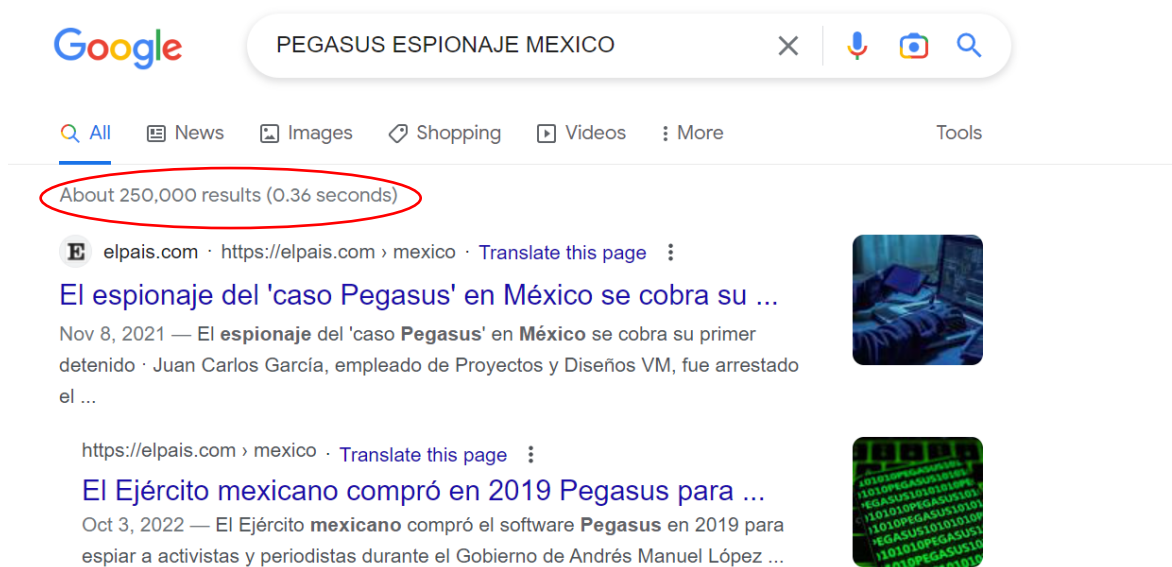 Google
PEGASUS ESPIONAJE MEXICO
All News Images Shopping Videos More Tools
About 250,000 results (0.36 seconds)
E elpais.com · https://elpais.com › mexico · Translate this page
El espionaje del 'caso Pegasus' en México se cobra su ...
Nov 8, 2021 — El espionaje del 'caso Pegasus' en México se cobra su primer
detenido · Juan Carlos García, empleado de Proyectos y Diseños VM, fue arrestado
el ...
https://elpais.com › mexico · Translate this page
El Ejército mexicano compró en 2019 Pegasus para ...
Oct 3, 2022 — El Ejército mexicano compró el software Pegasus en 2019 para
espiar a activistas y periodistas durante el Gobierno de Andrés Manuel López ...